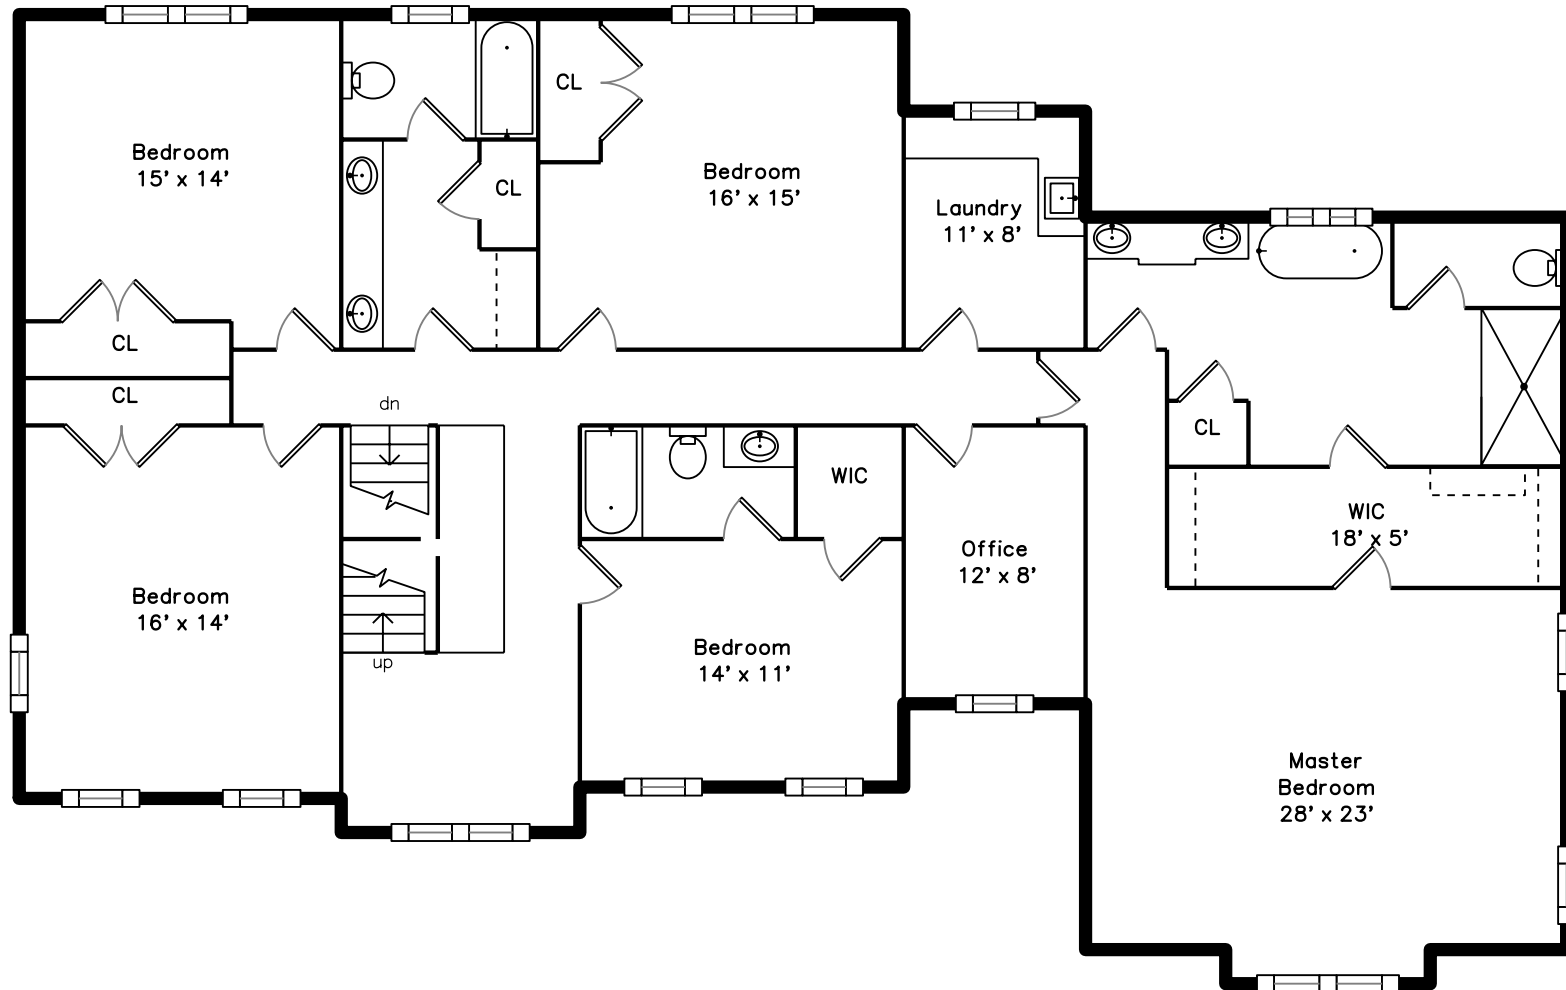 Bedroom
15' x 14'
CL
CL
CL
Bedroom
16' x 15'
Laundry
11' x 8'
CL
CL
dn
up
Bedroom
16' x 14'
WIC
Bedroom
14' x 11'
Office
12' x 8'
CL
WIC
18' x 5'
Master
Bedroom
28' x 23'